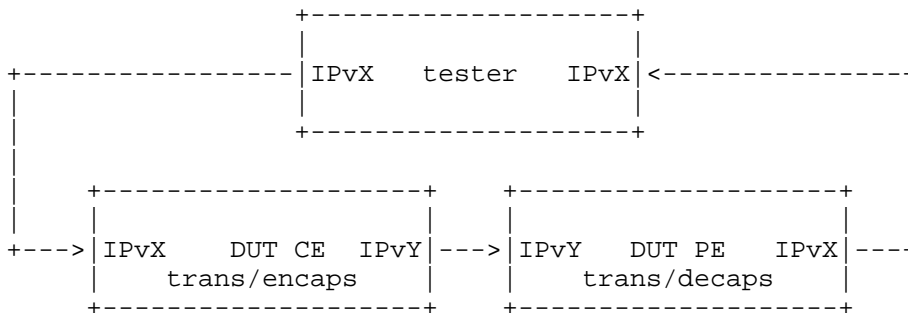 IPvX tester IPvX
IPvX DUT CE IPvY IPvY DUT PE IPvX
trans/encaps trans/decaps